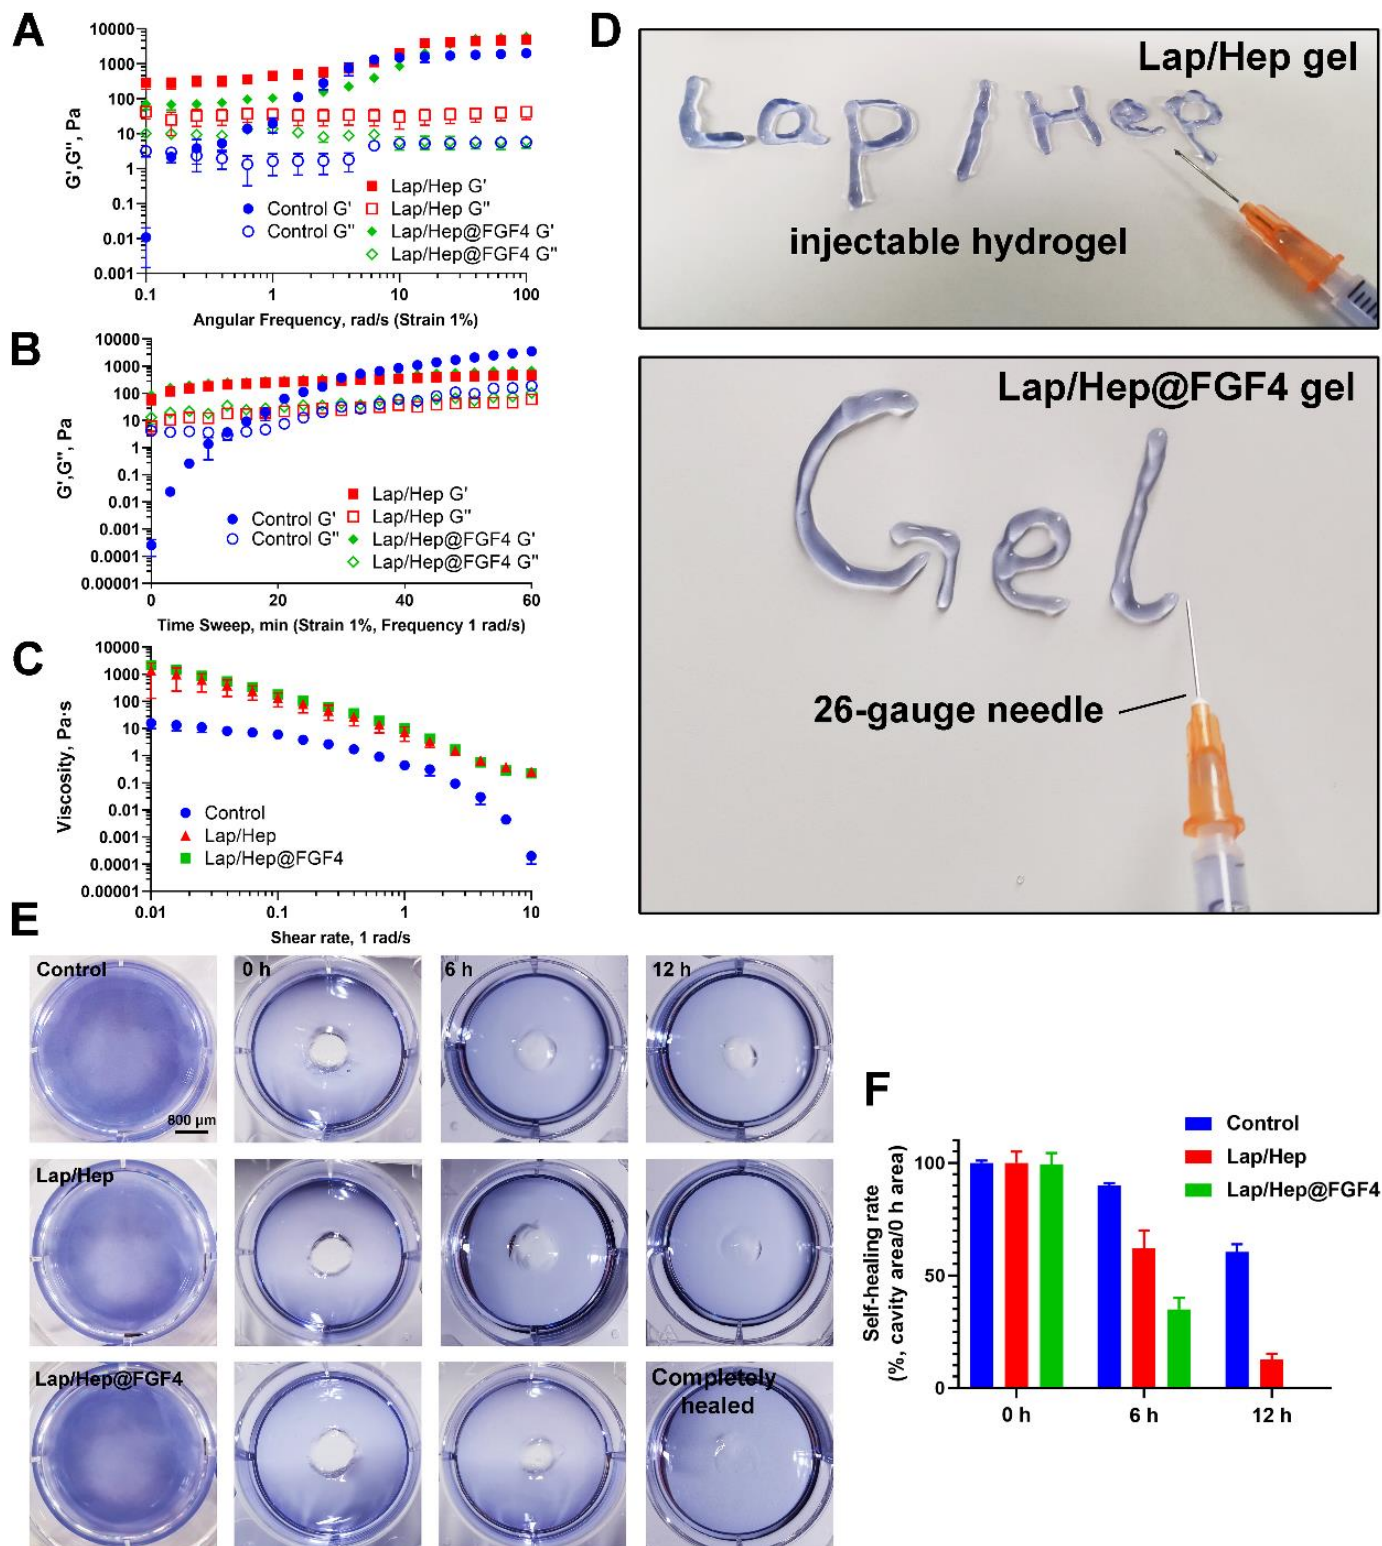 A
10000
1000
100
10
1
0.1
0.01
0.001
G',G'', Pa
Control G'
Control G''
Lap/Hep G'
Lap/Hep G''
Lap/Hep@FGF4 G'
Lap/Hep@FGF4 G''
0.1
1
10
100
Angular Frequency, rad/s (Strain 1%)
B
10000
1000
100
10
1
0.1
0.01
0.001
0.0001
0.00001
G',G'', Pa
Control G'
Control G''
Lap/Hep G'
Lap/Hep G''
Lap/Hep@FGF4 G'
Lap/Hep@FGF4 G''
0
20
40
60
Time Sweep, min (Strain 1%, Frequency 1 rad/s)
C
10000
1000
100
10
1
0.1
0.01
0.001
0.0001
0.00001
Viscosity, Pa·s
Control
Lap/Hep
Lap/Hep@FGF4
0.01
0.1
1
10
Shear rate, 1 rad/s
D
Lap/Hep gel
Lap/Hep
injectable hydrogel
Lap/Hep@FGF4 gel
Gel
26-gauge needle
E
Control
0 h
6 h
12 h
800 µm
Lap/Hep
Lap/Hep@FGF4
Completely
healed
F
Control
Lap/Hep
Lap/Hep@FGF4
Self-healing rate
(%, cavity area/0 h area)
100
50
0
0 h
6 h
12 h